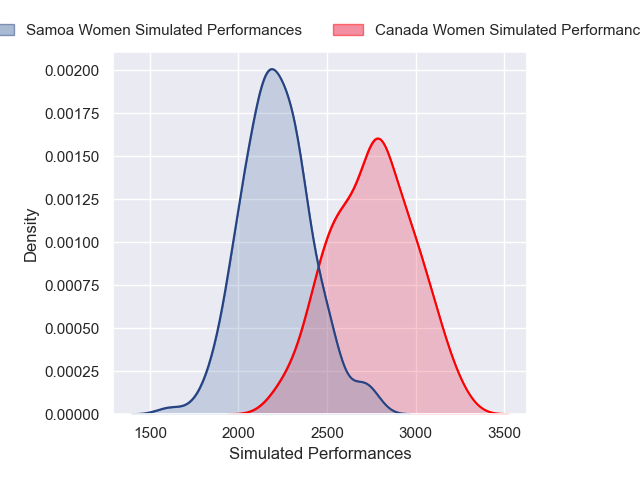 Samoa Women Simulated Performances Canada Women Simulated Performanc
0.00200
0.00175
0.00150
0.00125
0.00100
0.00075
0.00050
0.00025
0.00000
Density
1500 2000 2500 3000 3500
Simulated Performances